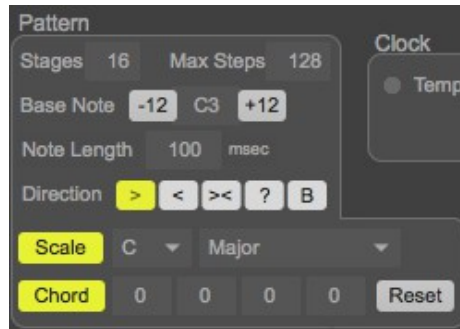 Pattern
Stages 16 Max Steps 128
Clock
Base Note -12 C3 +12
Temp
Note Length 100 msec
Direction > < >< ? B
Scale C Major
Chord 0 0 0 0 Reset